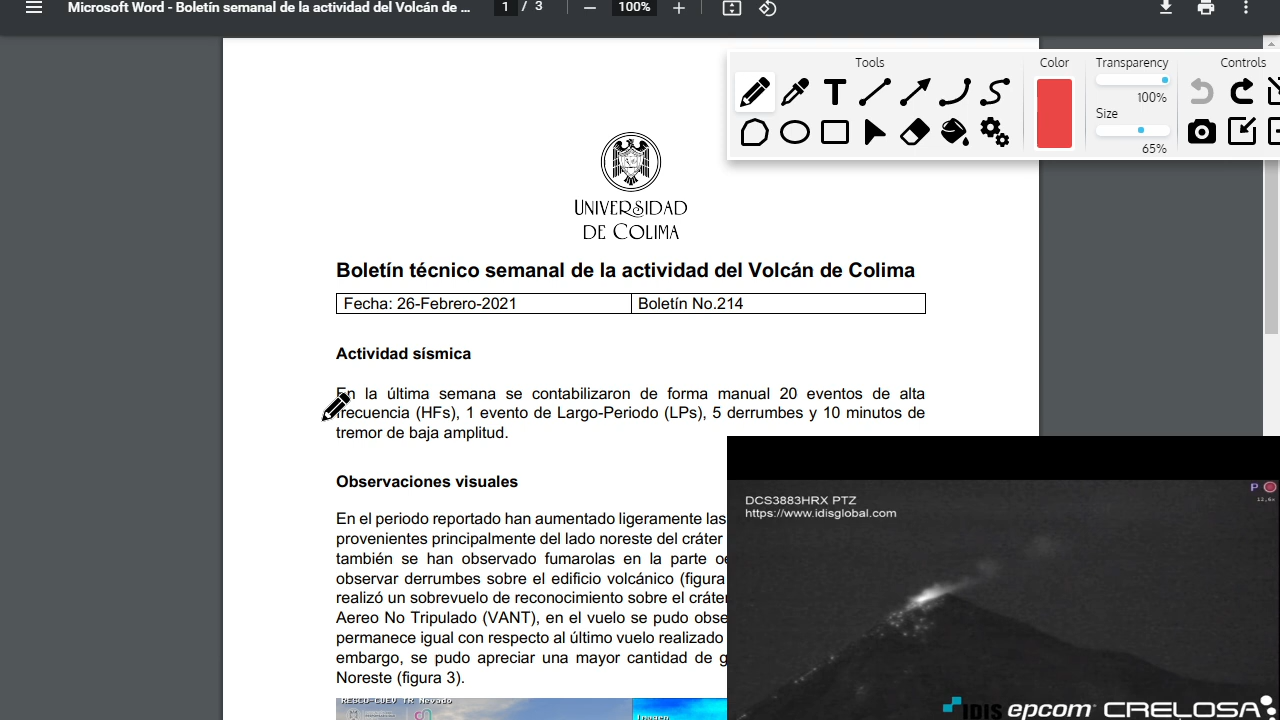 Microsoft Word - Boletín semanal de la actividad del Volcán de ...
1 / 3
100%
Tools
Color
Transparency
Controls
100%
Size
65%
UNIVERSIDAD
DE COLIMA
Boletín técnico semanal de la actividad del Volcán de Colima
Fecha: 26-Febrero-2021
Boletín No.214
Actividad sísmica
En la última semana se contabilizaron de forma manual 20 eventos de alta
frecuencia (HFs), 1 evento de Largo-Periodo (LPs), 5 derrumbes y 10 minutos de
tremor de baja amplitud.
Observaciones visuales
En el periodo reportado han aumentado ligeramente las
provenientes principalmente del lado noreste del cráter
también se han observado fumarolas en la parte oe
observar derrumbes sobre el edificio volcánico (figura
realizó un sobrevuelo de reconocimiento sobre el cráter
Aereo No Tripulado (VANT), en el vuelo se pudo obse
permanece igual con respecto al último vuelo realizado
embargo, se pudo apreciar una mayor cantidad de g
Noreste (figura 3).
RESCO-CUEV TR Nevado
Imagen
DCS3883HRX PTZ
https://www.idisglobal.com
P
IDIS epcom CRELOSA